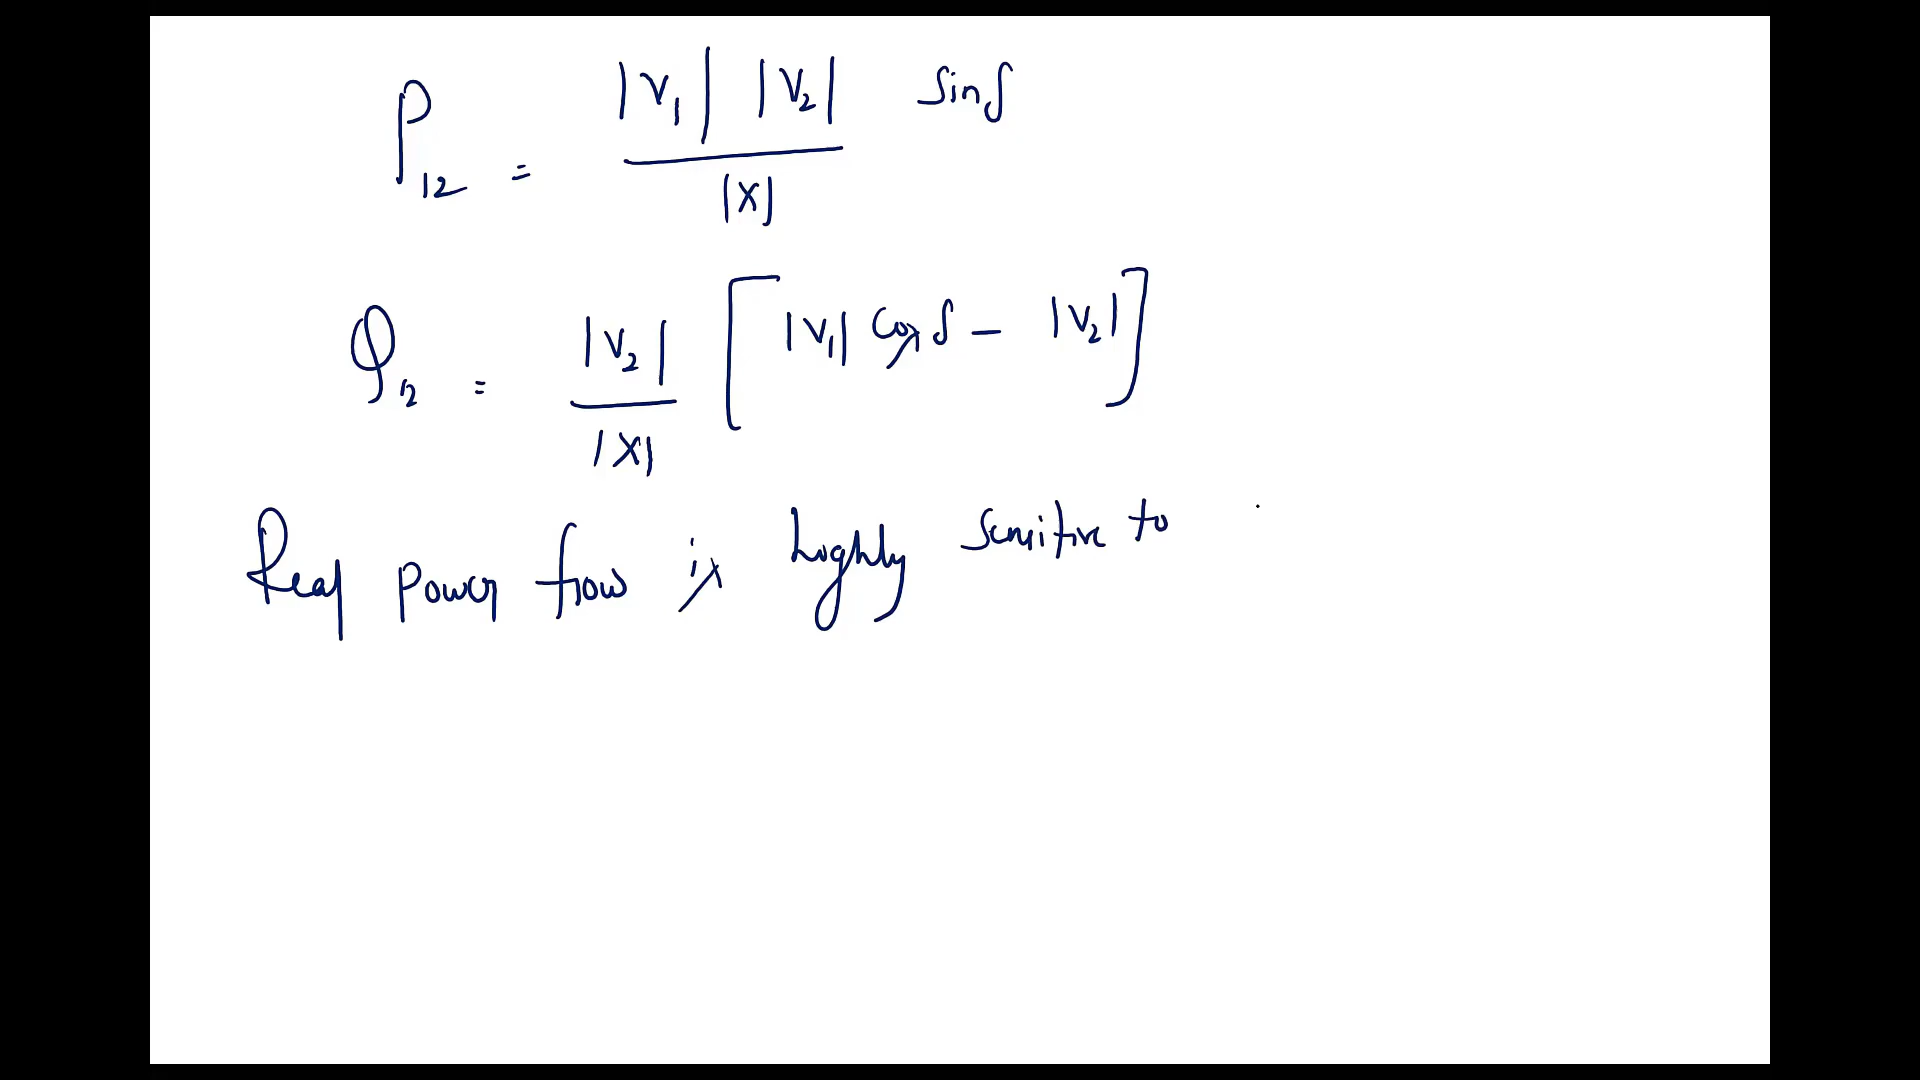 P₁₂ = |V₁| |V₂| / |X| sinδ
Q₁₂ = |V₂| / |X| [ |V₁| cosδ - |V₂| ]
Real power flow is highly sensitive to